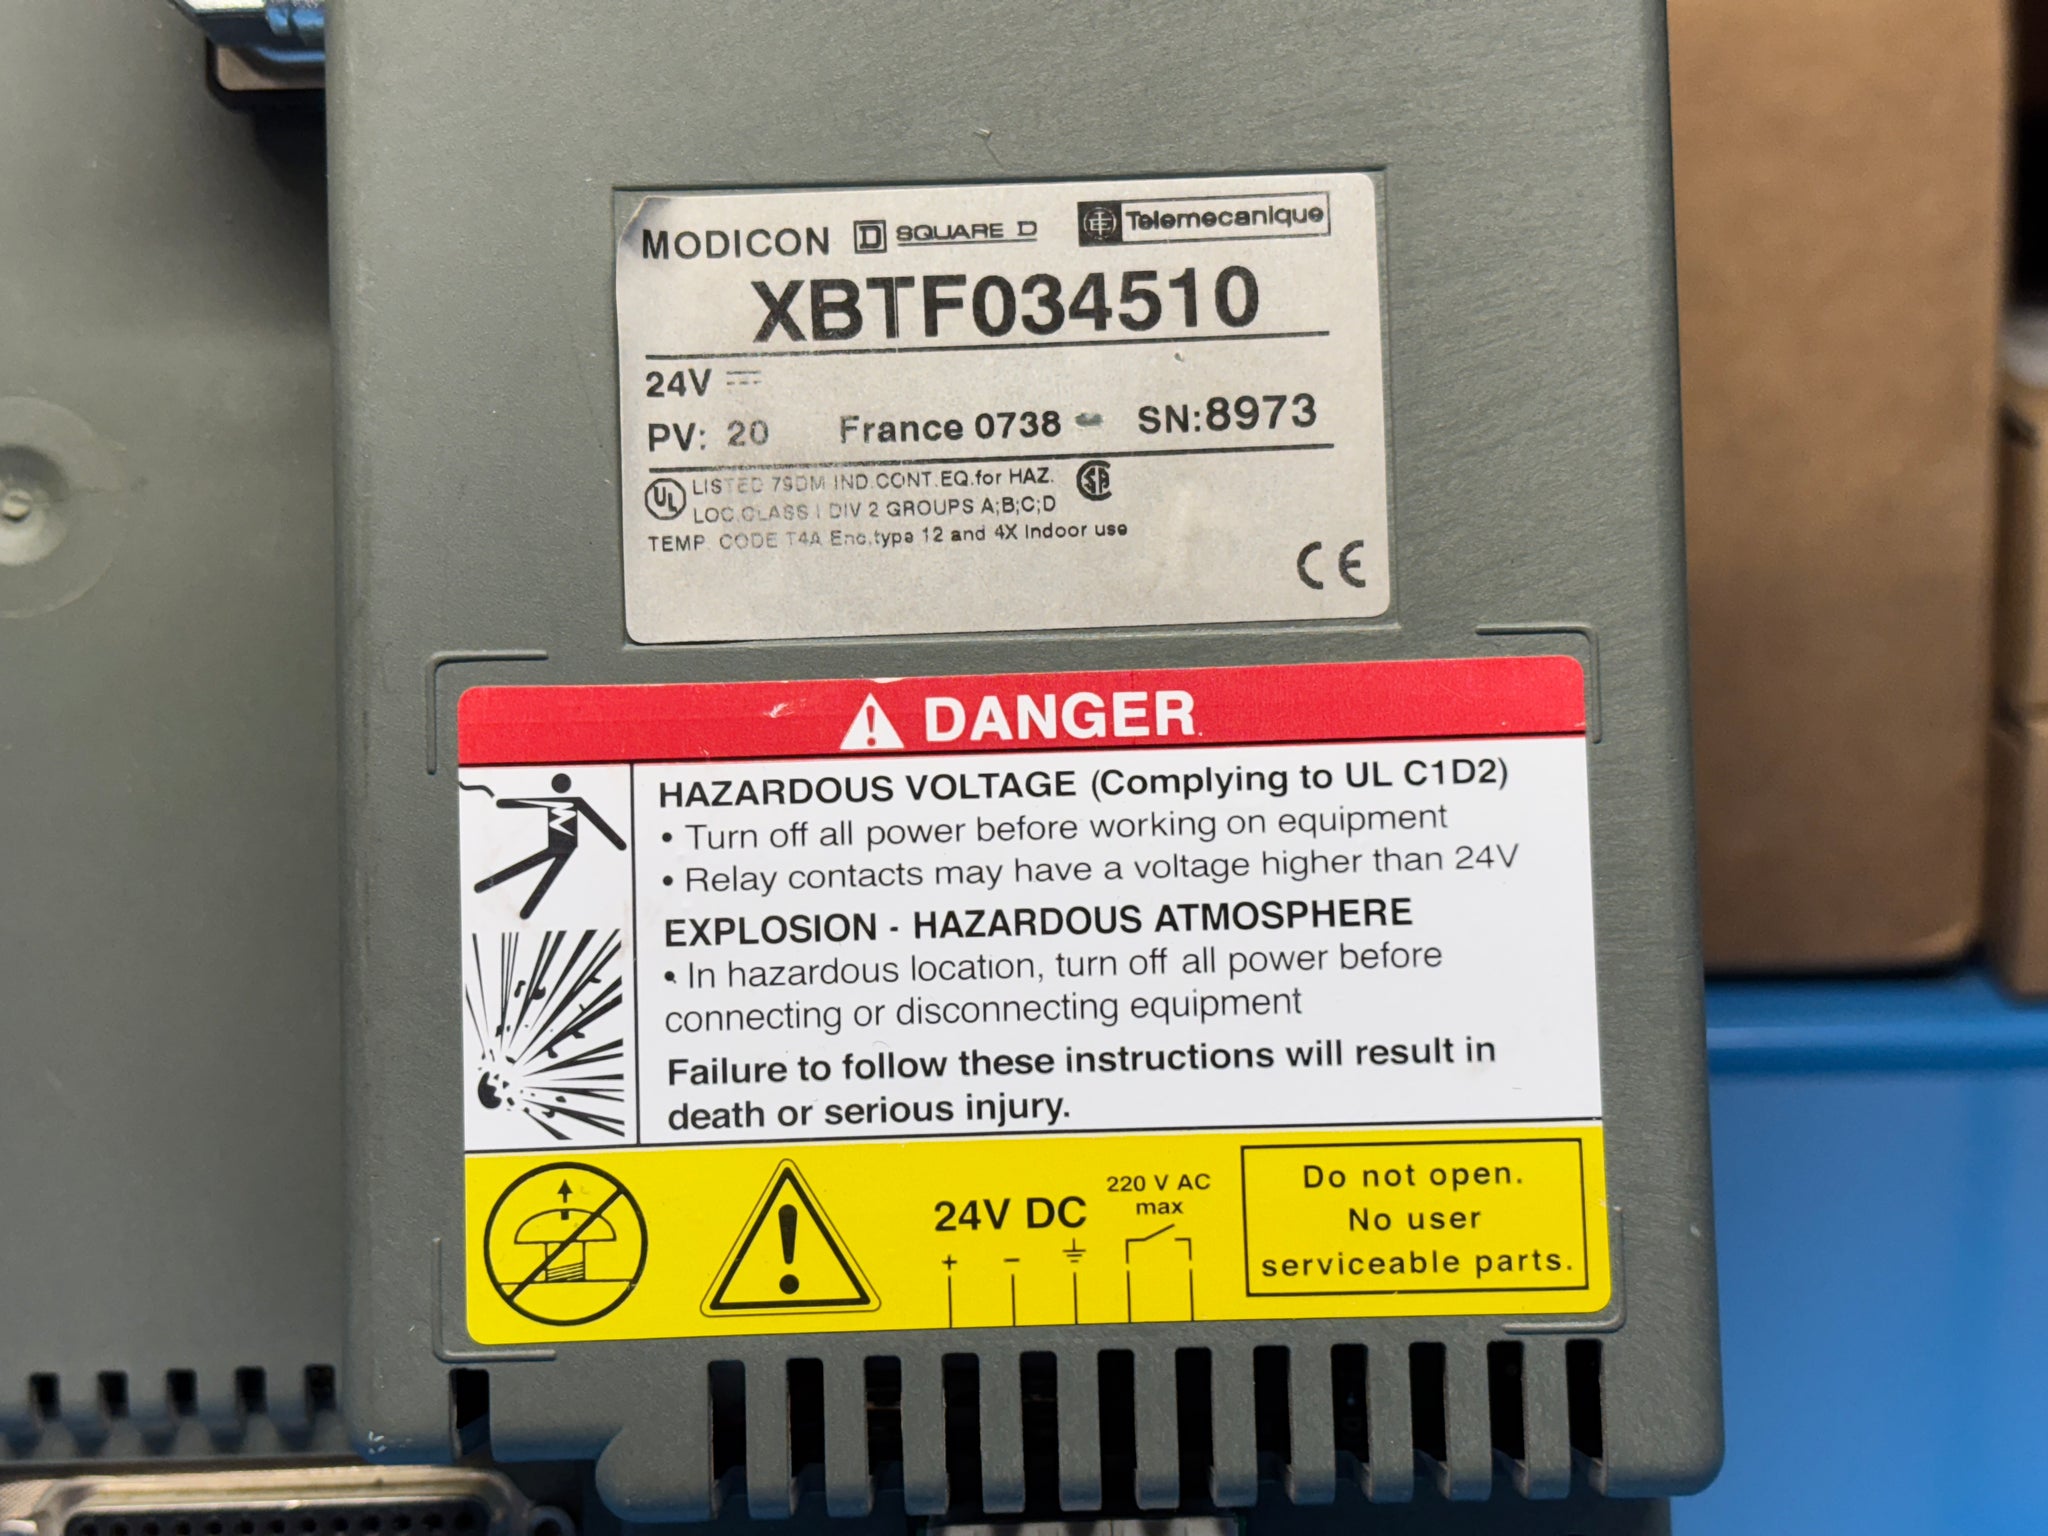 MODICON D SQUARE D Telemecanique
XBTF034510
24V
PV: 20 France 0738 - SN:8973
UL LISTED 79DM IND.CONT.EQ.for HAZ.
LOC.CLASS I DIV 2 GROUPS A;B;C;D
TEMP. CODE T4A Enc.type 12 and 4X Indoor use
CE
DANGER
HAZARDOUS VOLTAGE (Complying to UL C1D2)
• Turn off all power before working on equipment
• Relay contacts may have a voltage higher than 24V
EXPLOSION - HAZARDOUS ATMOSPHERE
• In hazardous location, turn off all power before
connecting or disconnecting equipment
Failure to follow these instructions will result in
death or serious injury.
24V DC
+ -
220 V AC
max
Do not open.
No user
serviceable parts.